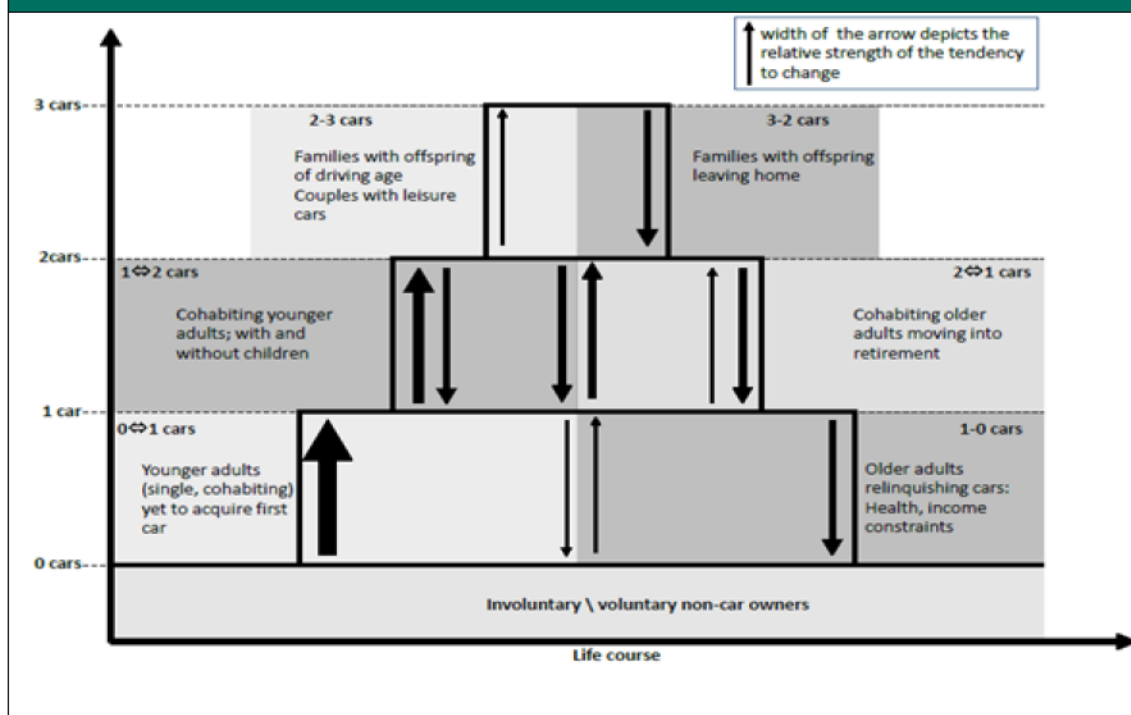 width of the arrow depicts the
relative strength of the tendency
to change
3 cars
2-3 cars
Families with offspring
of driving age
Couples with leisure
cars
3-2 cars
Families with offspring
leaving home
2cars
1⇔2 cars
Cohabiting younger
adults; with and
without children
2⇔1 cars
Cohabiting older
adults moving into
retirement
1 car
0⇔1 cars
Younger adults
(single, cohabiting)
yet to acquire first
car
1-0 cars
Older adults
relinquishing cars:
Health, income
constraints
0 cars
Involuntary \ voluntary non-car owners
Life course